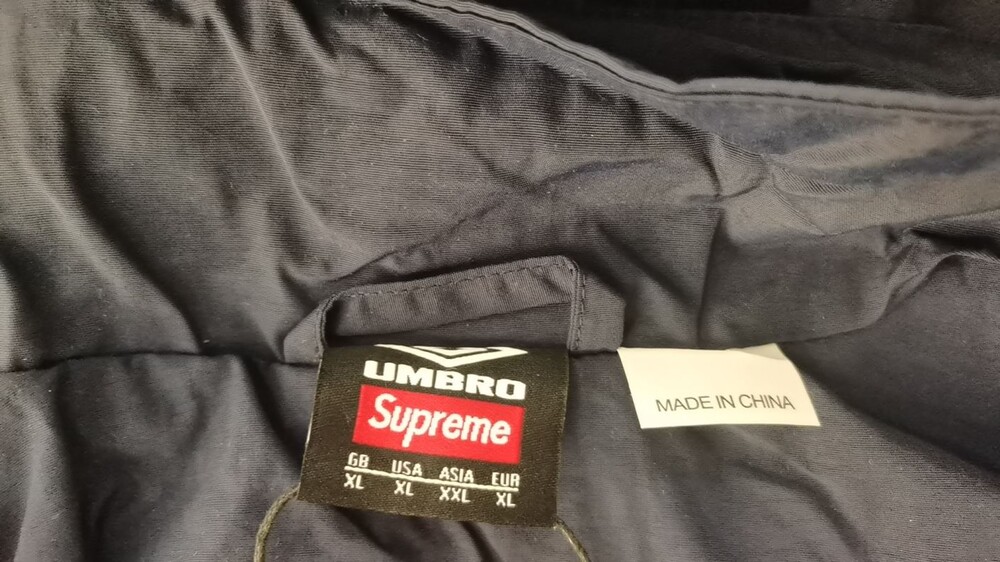 UMBRO
Supreme
GB USA ASIA EUR
XL XL XXL XL
MADE IN CHINA